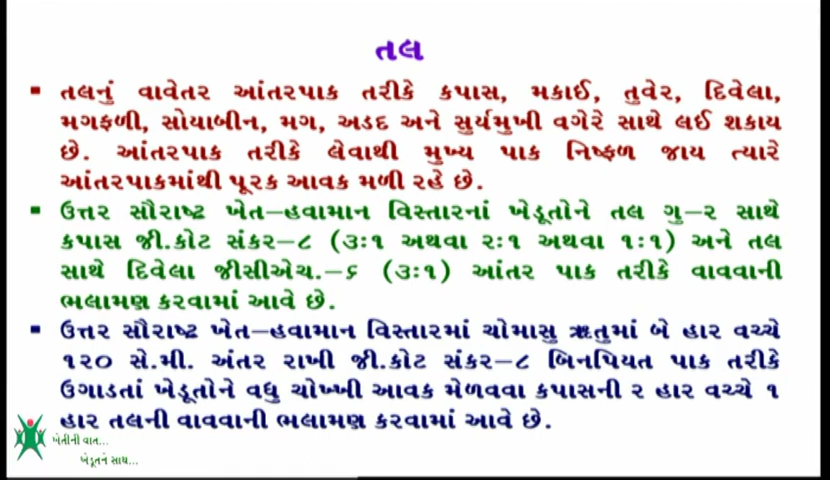 તલ
▪ તલનું વાવેતર આંતરપાક તરીકે કપાસ, મકાઈ, તુવેર, દિવેલા,
મગફળી, સોયાબીન, મગ, અડદ અને સુર્યમુખી વગેરે સાથે લઈ શકાય
છે. આંતરપાક તરીકે લેવાથી મુખ્ય પાક નિષ્ફળ જાય ત્યારે
આંતરપાકમાંથી પૂરક આવક મળી રહે છે.
▪ ઉત્તર સૌરાષ્ટ્ર ખેત–હવામાન વિસ્તારનાં ખેડૂતોને તલ ગુ–૨ સાથે
કપાસ જી.કોટ સંકર–૮ (૩:૧ અથવા ૨:૧ અથવા ૧:૧) અને તલ
સાથે દિવેલા જીસીએચ.–૬ (૩:૧) આંતર પાક તરીકે વાવવાની
ભલામણ કરવામાં આવે છે.
▪ ઉત્તર સૌરાષ્ટ્ર ખેત–હવામાન વિસ્તારમાં ચોમાસુ ઋતુમાં બે હાર વચ્ચે
૧૨૦ સે.મી. અંતર રાખી જી.કોટ સંકર–૮ બિનપિયત પાક તરીકે
ઉગાડતાં ખેડૂતોને વધુ ચોખ્ખી આવક મેળવવા કપાસની ૨ હાર વચ્ચે ૧
હાર તલની વાવવાની ભલામણ કરવામાં આવે છે.
ખેતીની વાત...
ખેડૂતને સાથ...